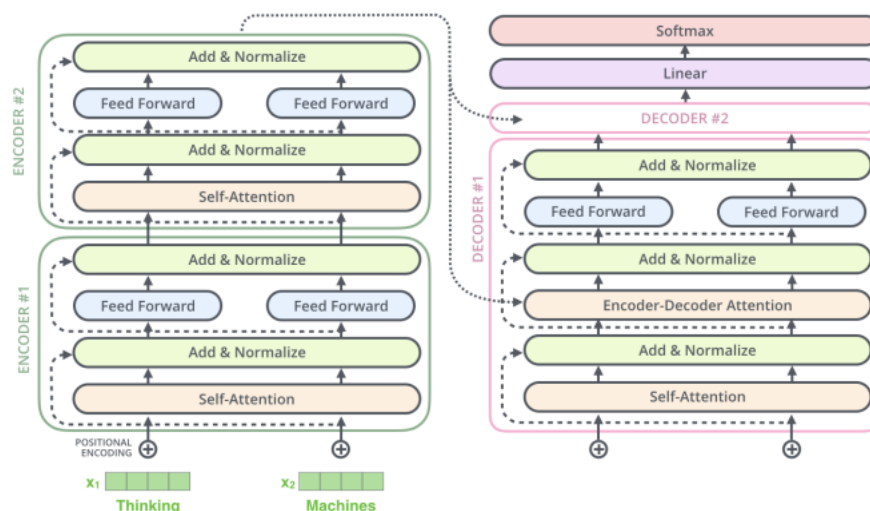 ENCODER #2
Add & Normalize
Feed Forward
Feed Forward
Add & Normalize
Self-Attention
ENCODER #1
Add & Normalize
Feed Forward
Feed Forward
Add & Normalize
Self-Attention
POSITIONAL
ENCODING
x₁
x₂
Thinking
Machines
Softmax
Linear
DECODER #2
DECODER #1
Add & Normalize
Feed Forward
Feed Forward
Add & Normalize
Encoder-Decoder Attention
Add & Normalize
Self-Attention